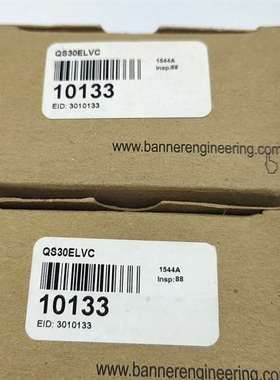 QS30ELVC
1544A
Insp:88
10133
EID: 3010133
www.bannerengineering.com
QS30ELVC
1544A
Insp:88
10133
EID: 3010133
www.bannerengineering.com